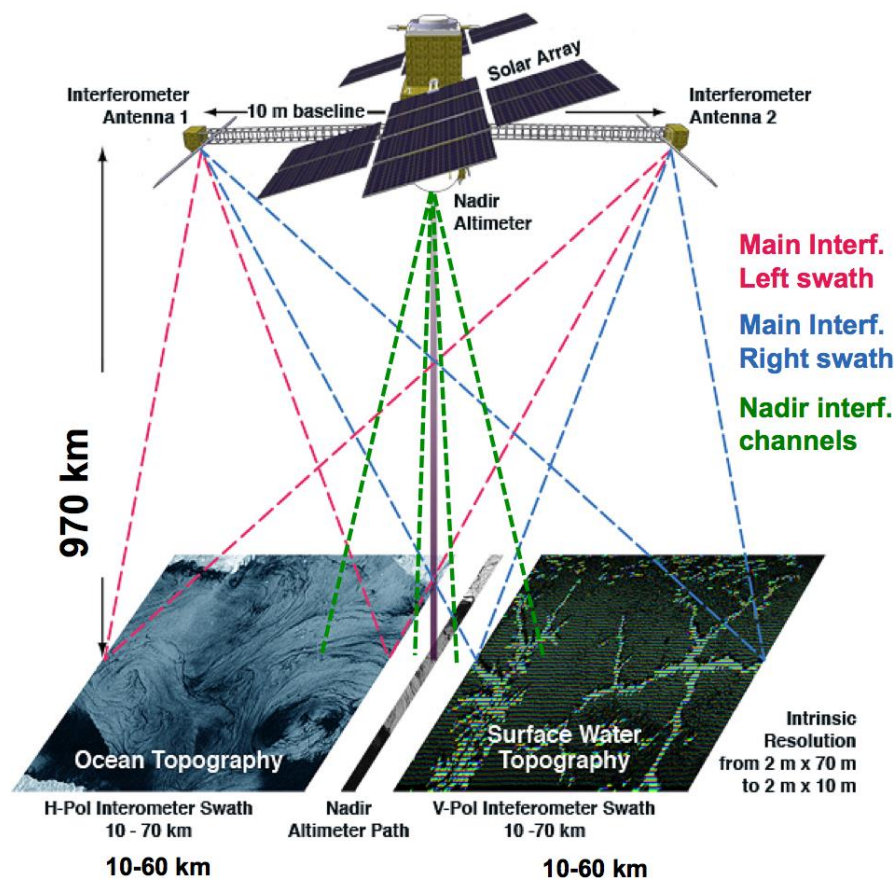 Solar Array
Interferometer
Antenna 1
10 m baseline
Interferometer
Antenna 2
Nadir
Altimeter
Main Interf.
Left swath
Main Interf.
Right swath
Nadir interf.
channels
970 km
Ocean Topography
Surface Water
Topography
Intrinsic
Resolution
from 2 m x 70 m
to 2 m x 10 m
H-Pol Interometer Swath
10 - 70 km
Nadir
Altimeter Path
V-Pol Inteferometer Swath
10 -70 km
10-60 km
10-60 km